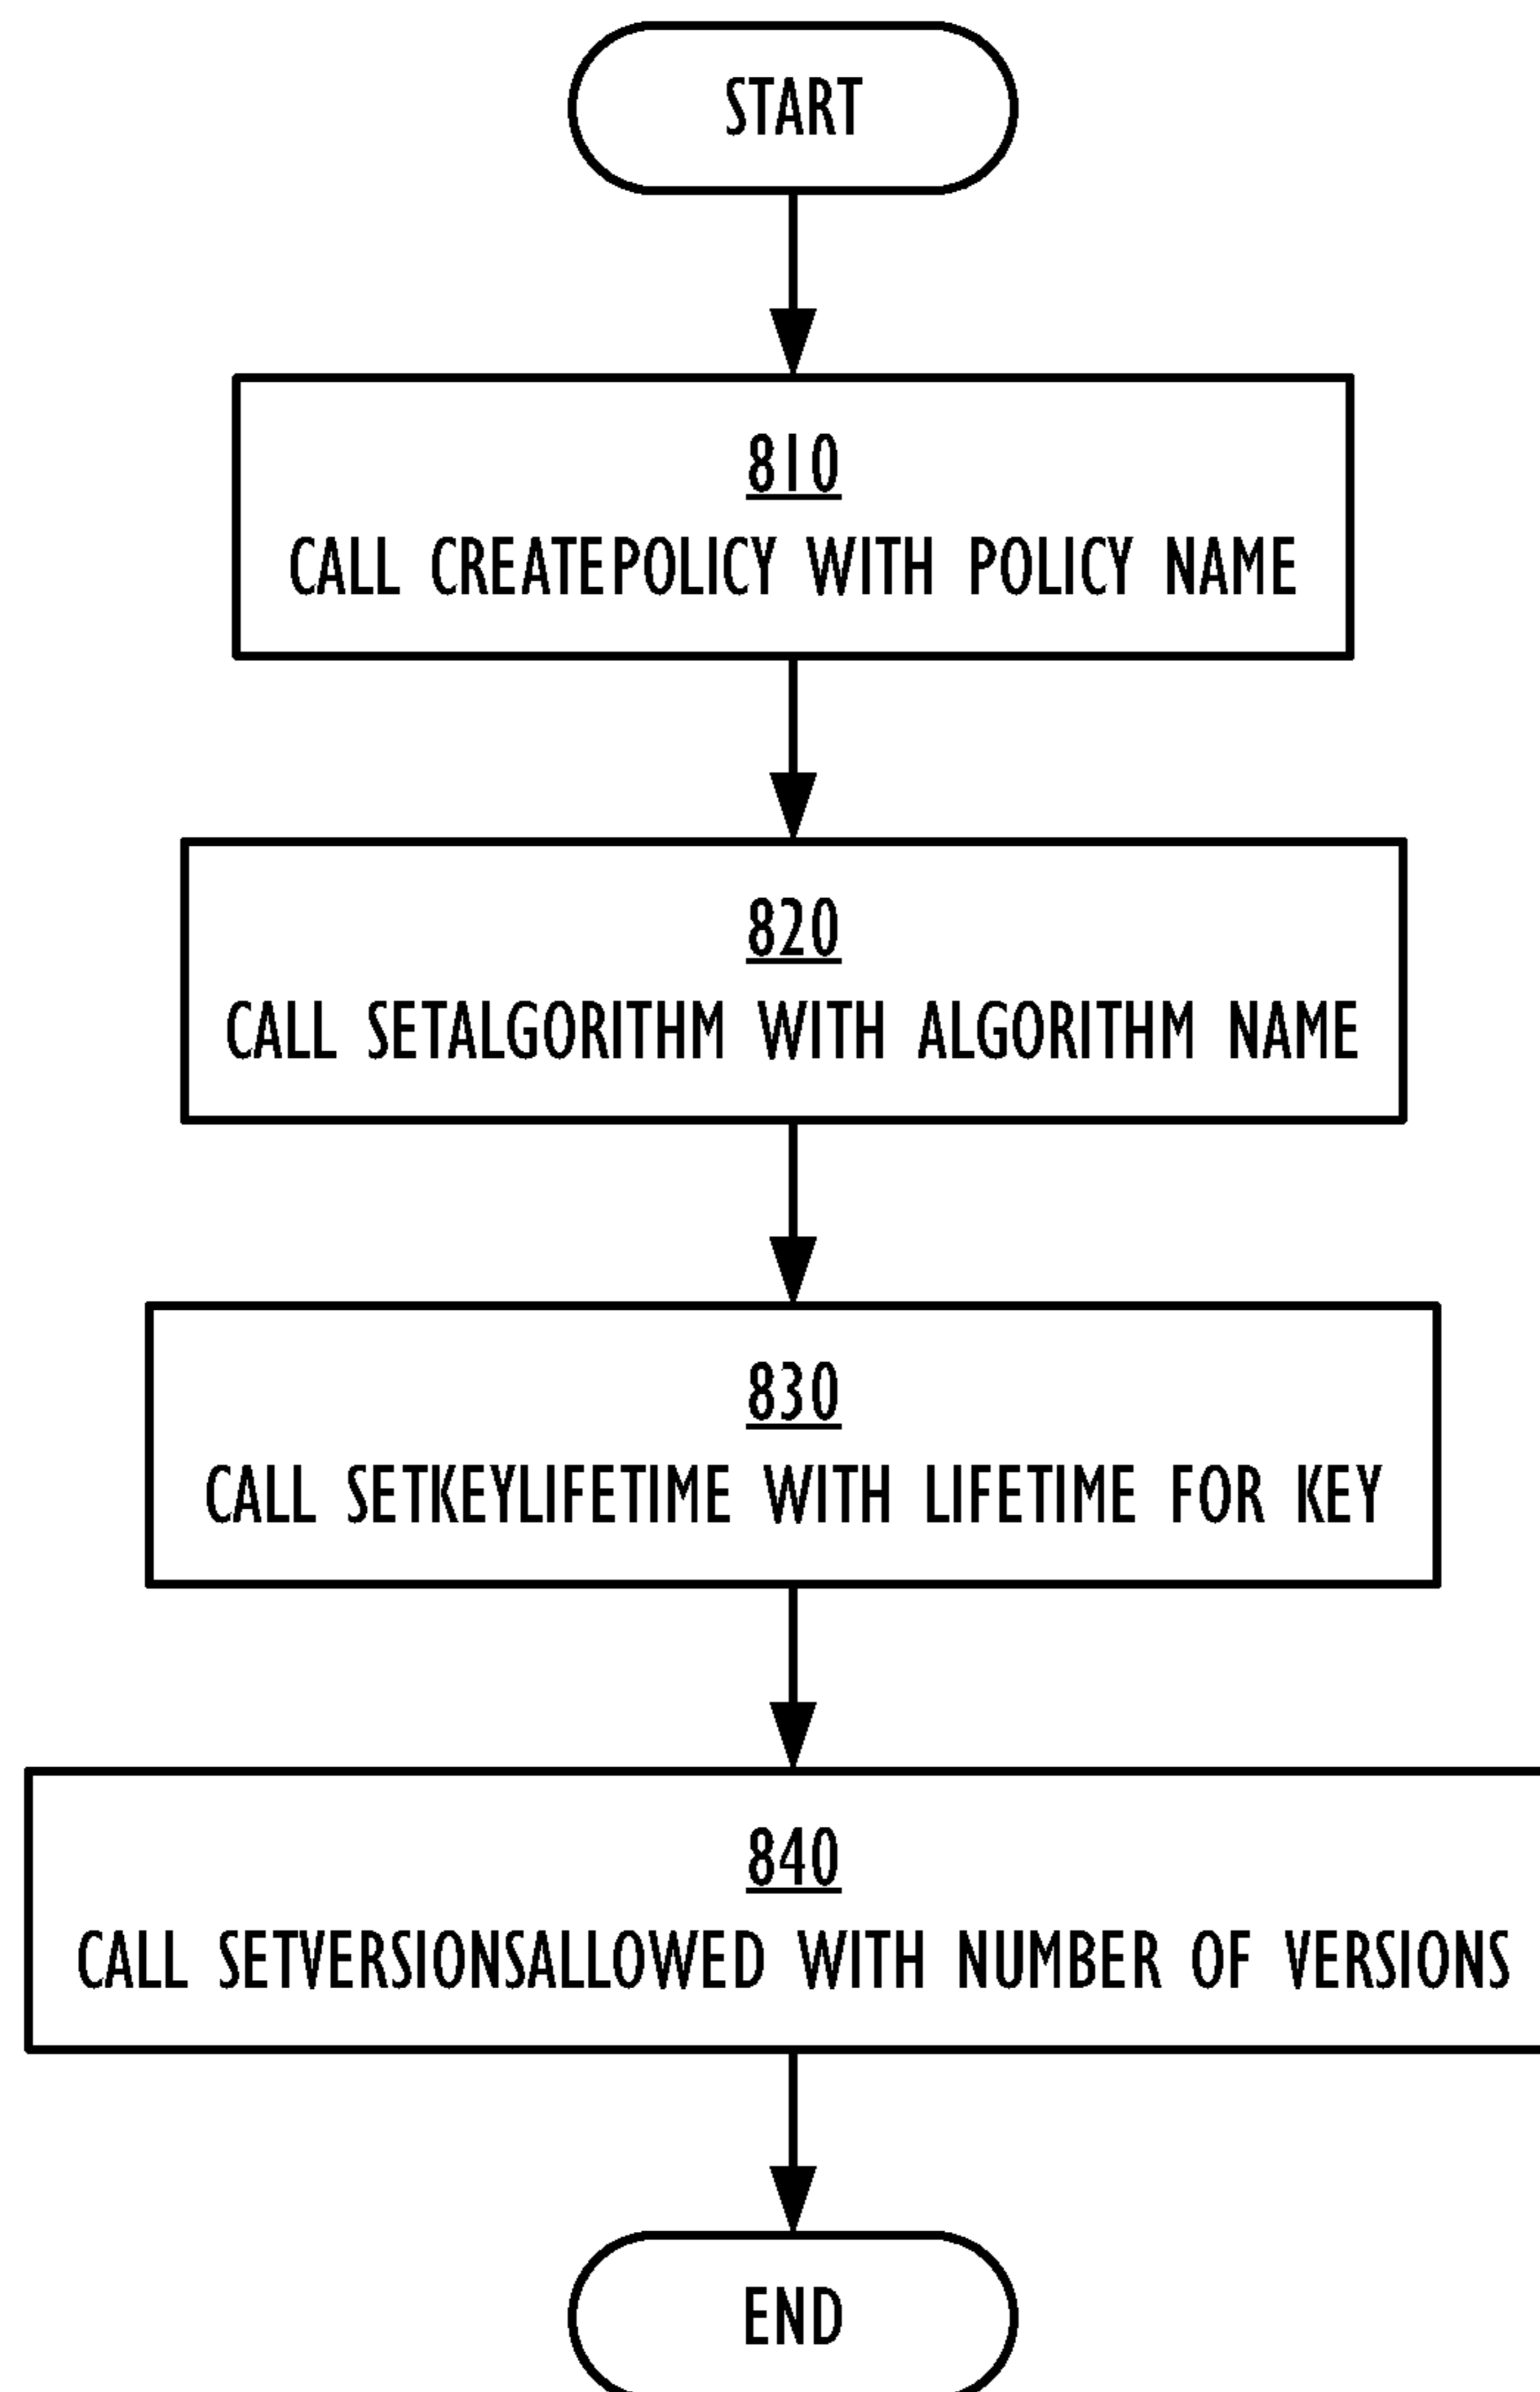 START
810
CALL CREATEPOLICY WITH POLICY NAME
820
CALL SETALGORITHM WITH ALGORITHM NAME
830
CALL SETKEYLIFETIME WITH LIFETIME FOR KEY
840
CALL SETVERSIONSALLOWED WITH NUMBER OF VERSIONS
END